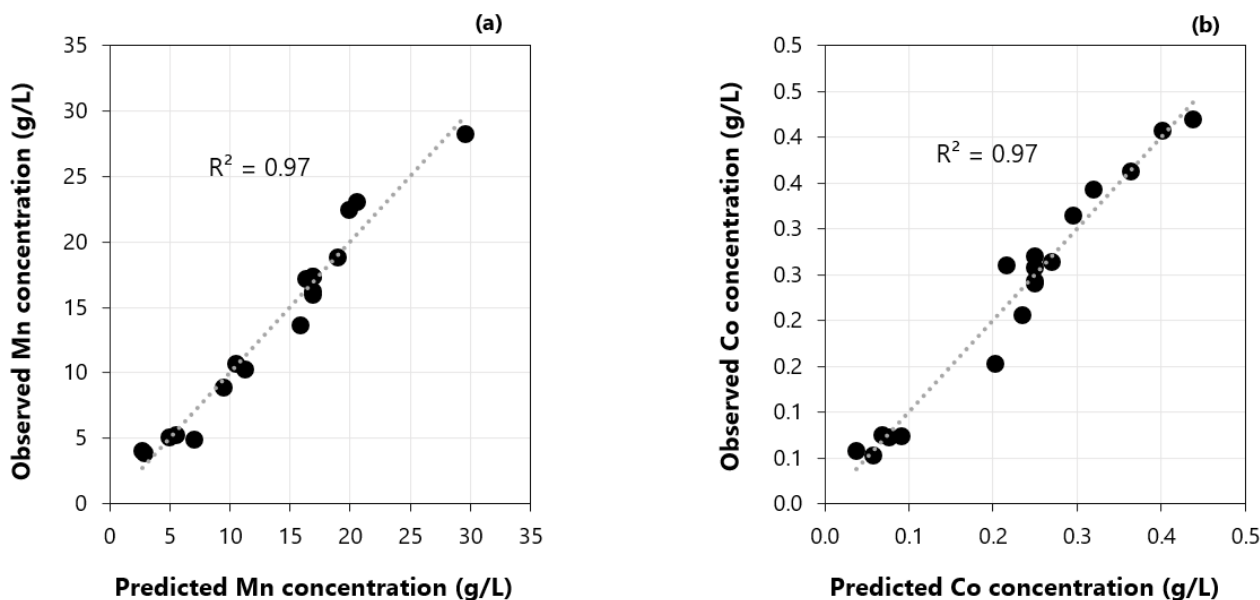 (a)
35
30
25
20
15
10
5
0
Observed Mn concentration (g/L)
R² = 0.97
0 5 10 15 20 25 30 35
Predicted Mn concentration (g/L)
(b)
0.5
0.5
0.4
0.4
0.3
0.3
0.2
0.2
0.1
0.1
0.0
Observed Co concentration (g/L)
R² = 0.97
0.0 0.1 0.2 0.3 0.4 0.5
Predicted Co concentration (g/L)